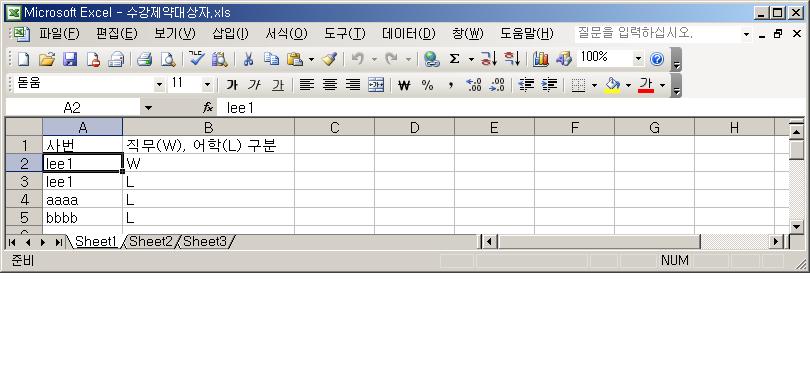 Microsoft Excel - 수강제약대상자.xls
파일(F) 편집(E) 보기(V) 삽입(I) 서식(O) 도구(T) 데이터(D) 창(W) 도움말(H) 질문을 입력하십시오.
100%
돋움 11 가 가 가 ₩ % ,
A2 fx lee1
A B C D E F G H
1 사번 직무(W), 어학(L) 구분
2 lee1 W
3 lee1 L
4 aaaa L
5 bbbb L
Sheet1 Sheet2 Sheet3
준비 NUM